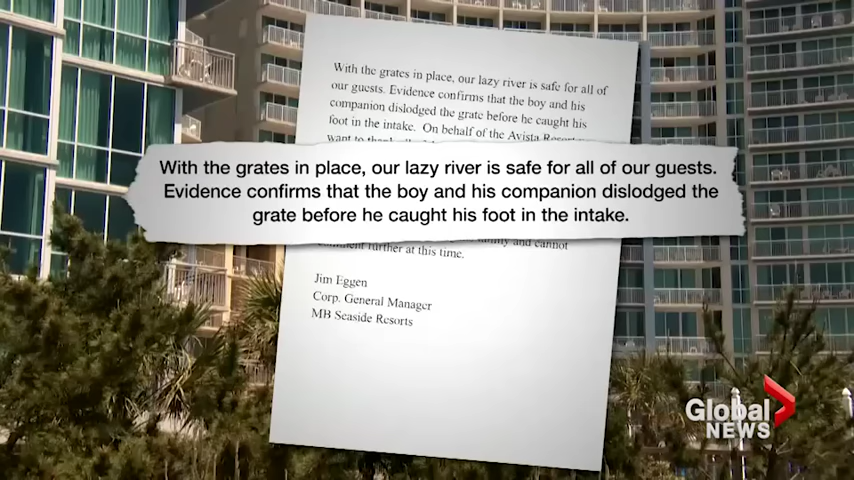 With the grates in place, our lazy river is safe for all of
our guests. Evidence confirms that the boy and his
companion dislodged the grate before he caught his
foot in the intake. On behalf of the Avista Resort
want to thank
With the grates in place, our lazy river is safe for all of our guests.
Evidence confirms that the boy and his companion dislodged the
grate before he caught his foot in the intake.
family and cannot
comment further at this time.
Jim Eggen
Corp. General Manager
MB Seaside Resorts
Global
NEWS